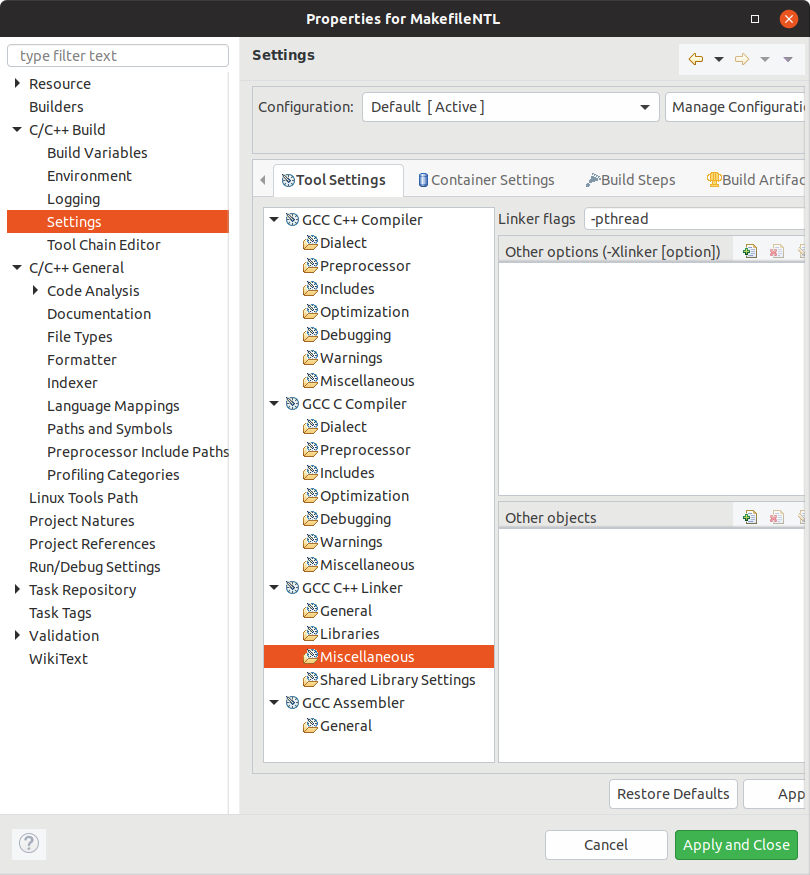 Properties for MakefileNTL
type filter text
Resource
Builders
C/C++ Build
Build Variables
Environment
Logging
Settings
Tool Chain Editor
C/C++ General
Code Analysis
Documentation
File Types
Formatter
Indexer
Language Mappings
Paths and Symbols
Preprocessor Include Paths
Profiling Categories
Linux Tools Path
Project Natures
Project References
Run/Debug Settings
Task Repository
Task Tags
Validation
WikiText
Settings
Configuration: Default [ Active ] Manage Configurati
Tool Settings Container Settings Build Steps Build Artifac
GCC C++ Compiler
Dialect
Preprocessor
Includes
Optimization
Debugging
Warnings
Miscellaneous
GCC C Compiler
Dialect
Preprocessor
Includes
Optimization
Debugging
Warnings
Miscellaneous
GCC C++ Linker
General
Libraries
Miscellaneous
Shared Library Settings
GCC Assembler
General
Linker flags -pthread
Other options (-Xlinker [option])
Other objects
Restore Defaults App
? Cancel Apply and Close